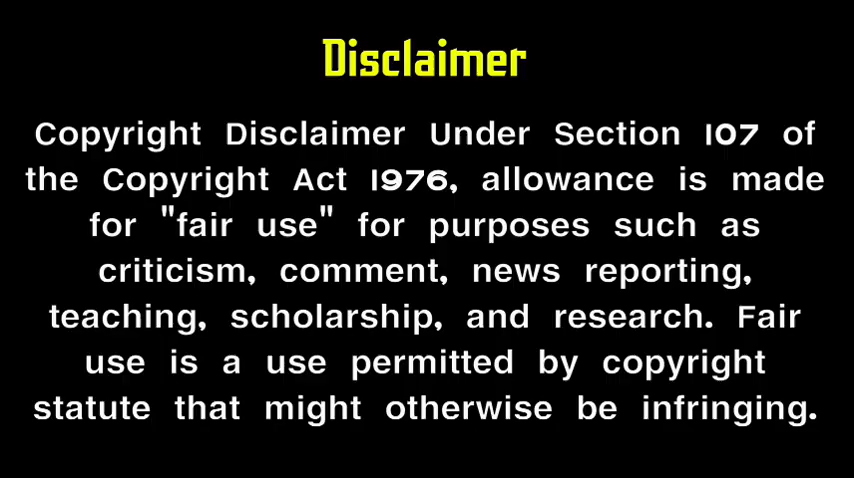 Disclaimer
Copyright Disclaimer Under Section 107 of
the Copyright Act 1976, allowance is made
for "fair use" for purposes such as
criticism, comment, news reporting,
teaching, scholarship, and research. Fair
use is a use permitted by copyright
statute that might otherwise be infringing.